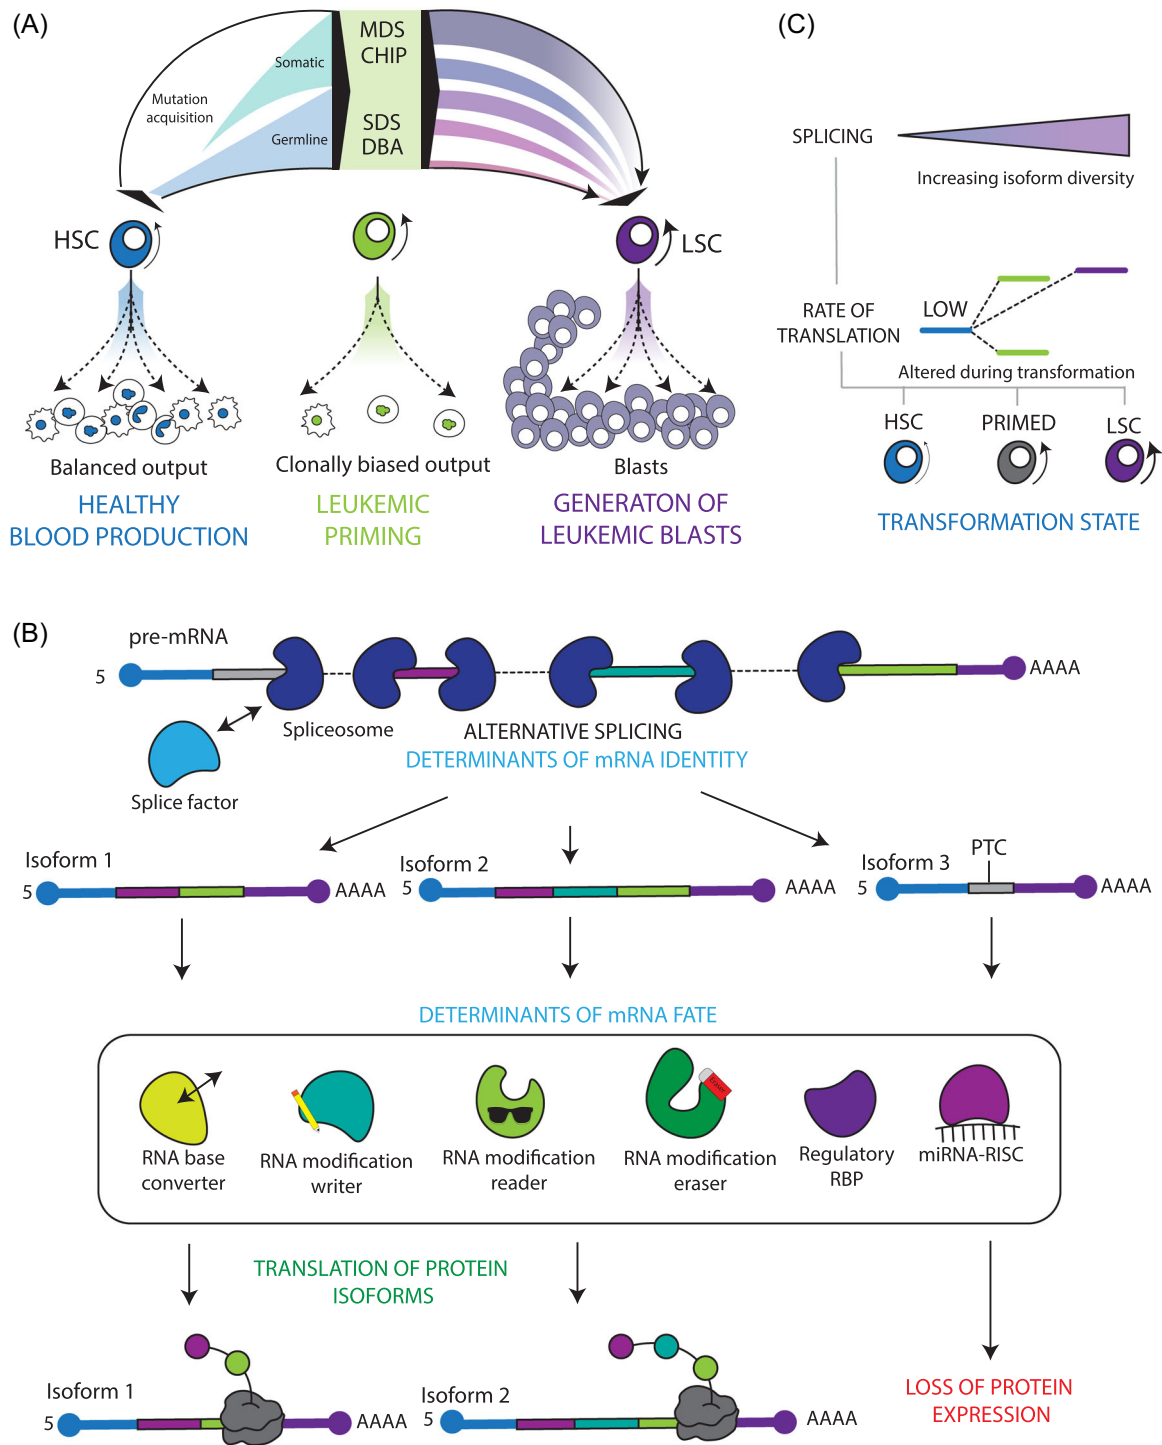 (A)
MDS
CHIP
Somatic
Mutation
acquisition
Germline
SDS
DBA
HSC
LSC
Balanced output
Clonally biased output
Blasts
HEALTHY
BLOOD PRODUCTION
LEUKEMIC
PRIMING
GENERATON OF
LEUKEMIC BLASTS
(C)
SPLICING
Increasing isoform diversity
LOW
RATE OF
TRANSLATION
Altered during transformation
HSC
PRIMED
LSC
TRANSFORMATION STATE
(B)
pre-mRNA
5
AAAA
Spliceosome
ALTERNATIVE SPLICING
DETERMINANTS OF mRNA IDENTITY
Splice factor
Isoform 1
5
AAAA
Isoform 2
5
AAAA
PTC
Isoform 3
5
AAAA
DETERMINANTS OF mRNA FATE
RNA base
converter
RNA modification
writer
RNA modification
reader
Eraser
RNA modification
eraser
Regulatory
RBP
miRNA-RISC
TRANSLATION OF PROTEIN
ISOFORMS
Isoform 1
5
AAAA
Isoform 2
5
AAAA
LOSS OF PROTEIN
EXPRESSION